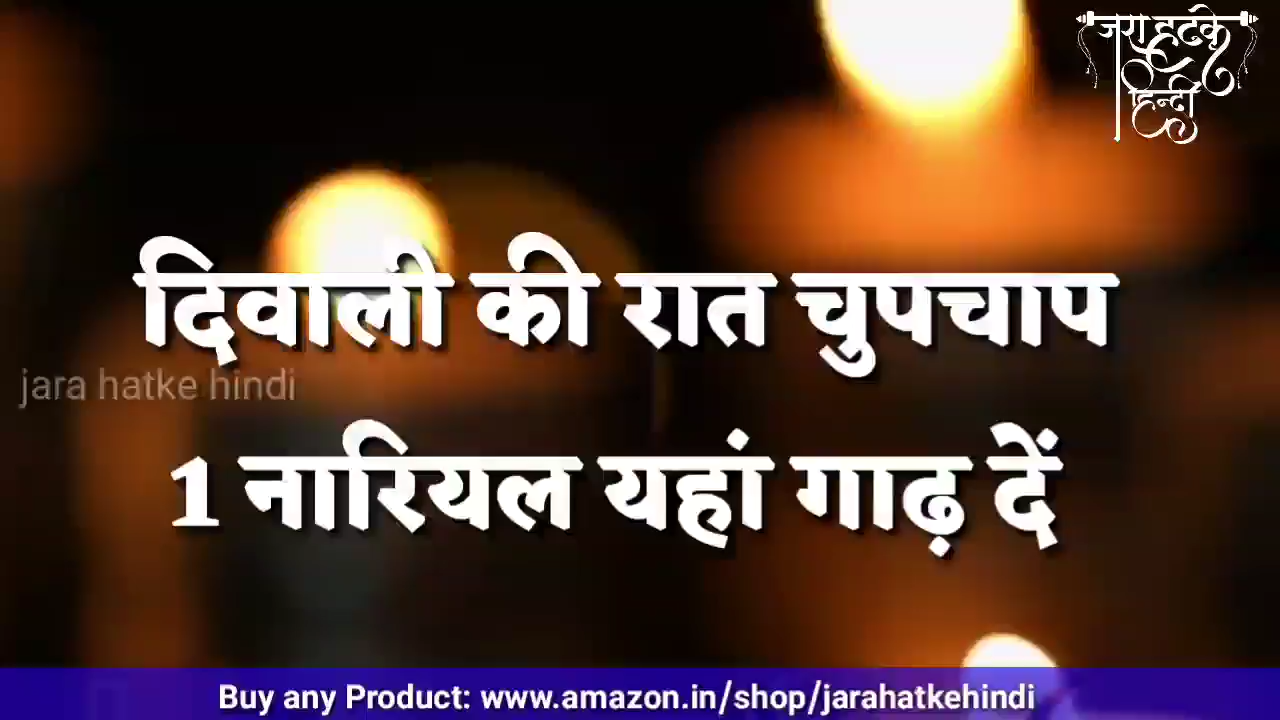 जरा हटके
हिन्दी
दिवाली की रात चुपचाप
jara hatke hindi
1 नारियल यहां गाढ़ दें
Buy any Product: www.amazon.in/shop/jarahatkehindi